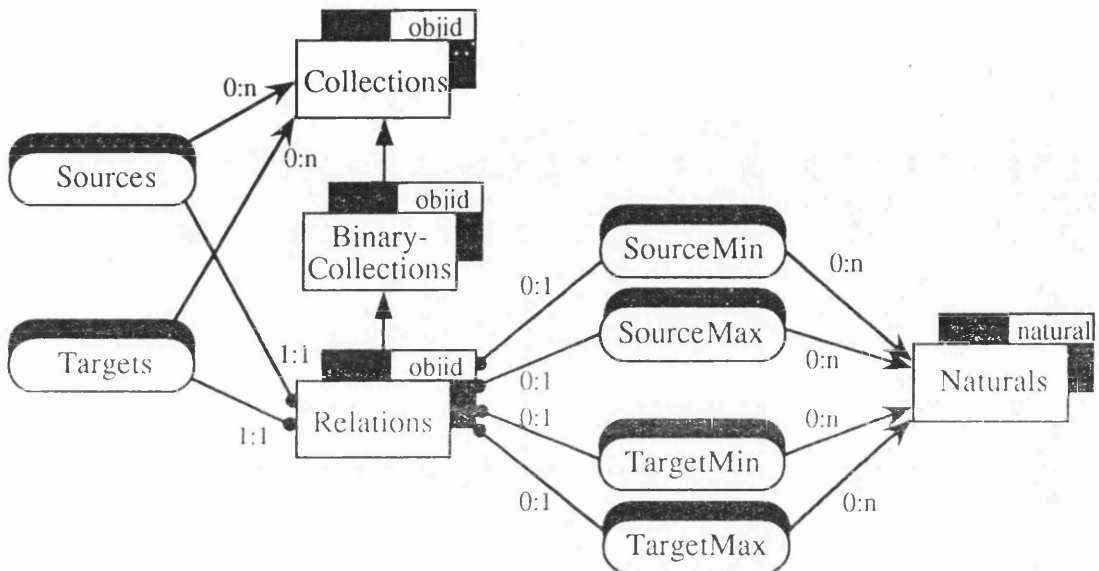 objid
Collections
0:n
Sources
0:n
objid
Binary-
Collections
SourceMin
0:1
0:n
SourceMax
natural
Targets
1:1
objid
0:1
0:n
Naturals
Relations
0:1
0:n
1:1
TargetMin
0:1
0:n
TargetMax